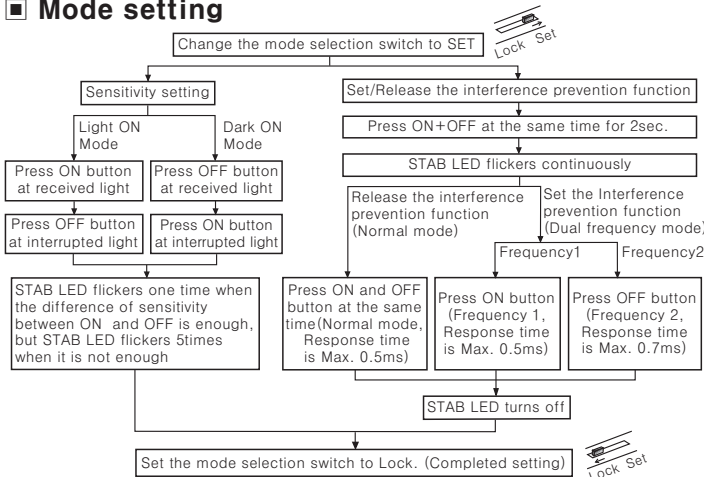 Mode setting
Change the mode selection switch to SET
Lock Set
Sensitivity setting
Light ON
Mode
Dark ON
Mode
Press ON button
at received light
Press OFF button
at received light
Press OFF button
at interrupted light
Press ON button
at interrupted light
STAB LED flickers one time when
the difference of sensitivity
between ON and OFF is enough,
but STAB LED flickers 5times
when it is not enough
Set/Release the interference prevention function
Press ON+OFF at the same time for 2sec.
STAB LED flickers continuously
Release the interference
prevention function
(Normal mode)
Set the Interference
prevention function
(Dual frequency mode)
Frequency1
Frequency2
Press ON and OFF
button at the same
time(Normal mode,
Response time
is Max. 0.5ms)
Press ON button
(Frequency 1,
Response time
is Max. 0.5ms)
Press OFF button
(Frequency 2,
Response time
is Max. 0.7ms)
STAB LED turns off
Set the mode selection switch to Lock. (Completed setting)
Lock Set